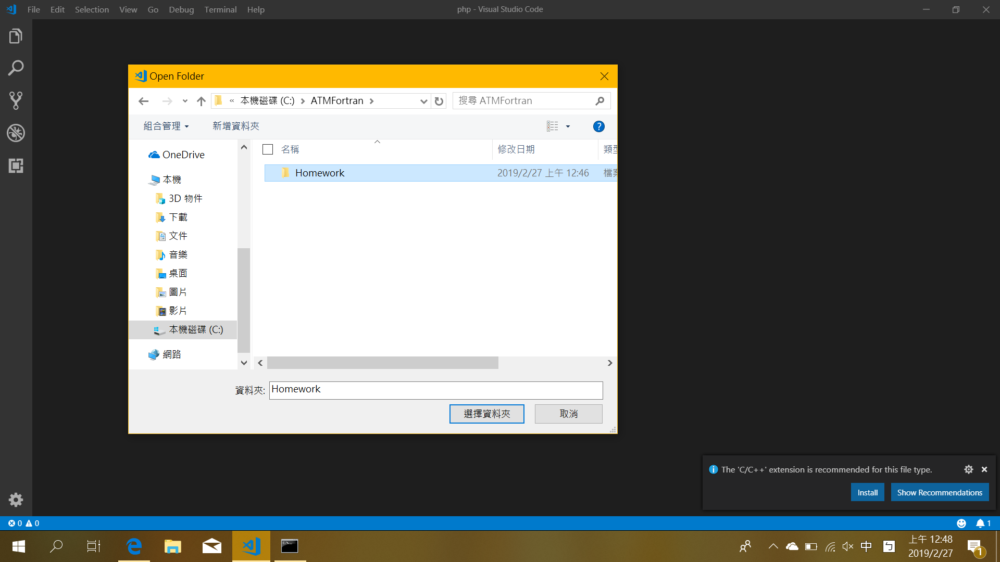 File Edit Selection View Go Debug Terminal Help
php - Visual Studio Code
Open Folder
« 本機磁碟 (C:) > ATMFortran >
搜尋 ATMFortran
組合管理 新增資料夾
名稱 修改日期
OneDrive
Homework 2019/2/27 上午 12:46
本機
3D 物件
下載
文件
音樂
桌面
圖片
影片
本機磁碟 (C:)
網路
資料夾: Homework
選擇資料夾 取消
The 'C/C++' extension is recommended for this file type.
Install Show Recommendations
0 0
1
中 ㄅ
上午 12:48
2019/2/27
1